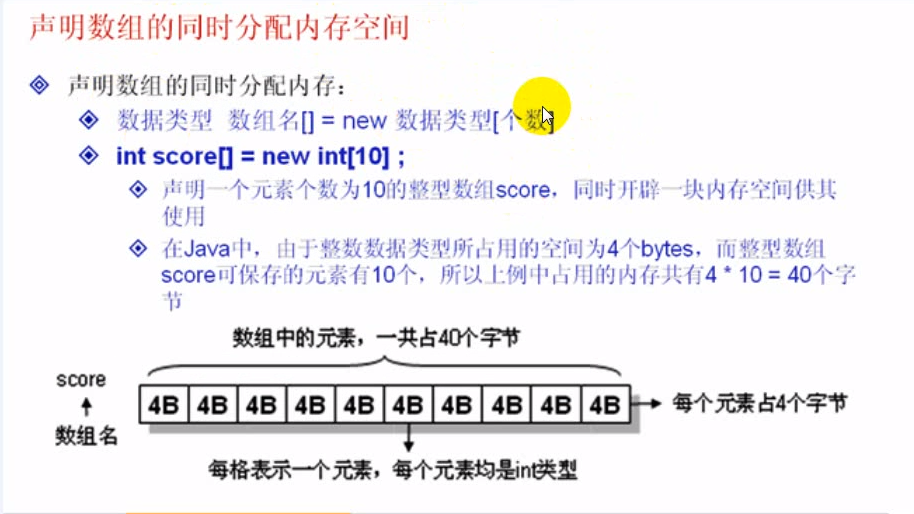 声明数组的同时分配内存空间
声明数组的同时分配内存：
数据类型 数组名[] = new 数据类型[个数]
int score[] = new int[10] ;
声明一个元素个数为10的整型数组score，同时开辟一块内存空间供其
使用
在Java中，由于整数数据类型所占用的空间为4个bytes，而整型数组
score可保存的元素有10个，所以上例中占用的内存共有4 * 10 = 40个字
节
数组中的元素，一共占40个字节
score
4B 4B 4B 4B 4B 4B 4B 4B 4B 4B
每个元素占4个字节
数组名
每格表示一个元素，每个元素均是int类型